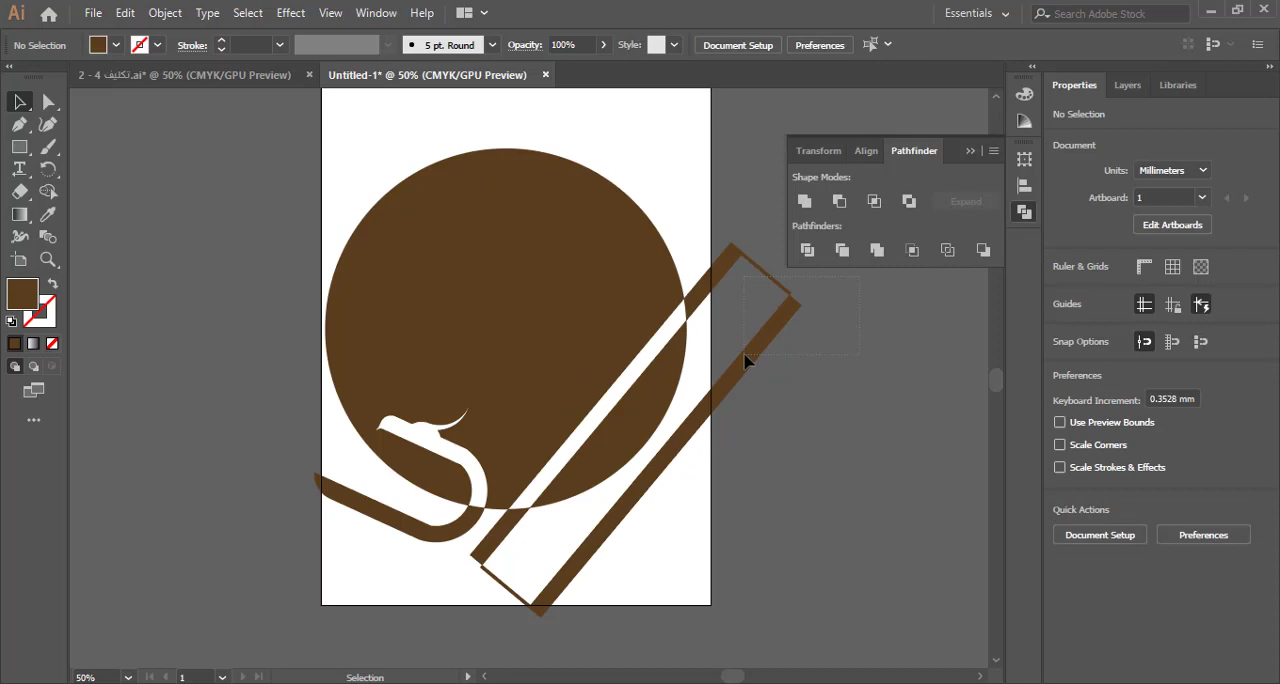 Ai File Edit Object Type Select Effect View Window Help Essentials Search Adobe Stock
No Selection Stroke: 5 pt. Round Opacity: 100% Style: Document Setup Preferences
2 - 4 تكليف.ai* @ 50% (CMYK/GPU Preview) × Untitled-1* @ 50% (CMYK/GPU Preview) ×
Transform Align Pathfinder
Shape Modes:
Expand
Pathfinders:
Properties Layers Libraries
No Selection
Document
Units: Millimeters
Artboard: 1
Edit Artboards
Ruler & Grids
Guides
Snap Options
Preferences
Keyboard Increment: 0.3528 mm
Use Preview Bounds
Scale Corners
Scale Strokes & Effects
Quick Actions
Document Setup Preferences
50% 1 Selection